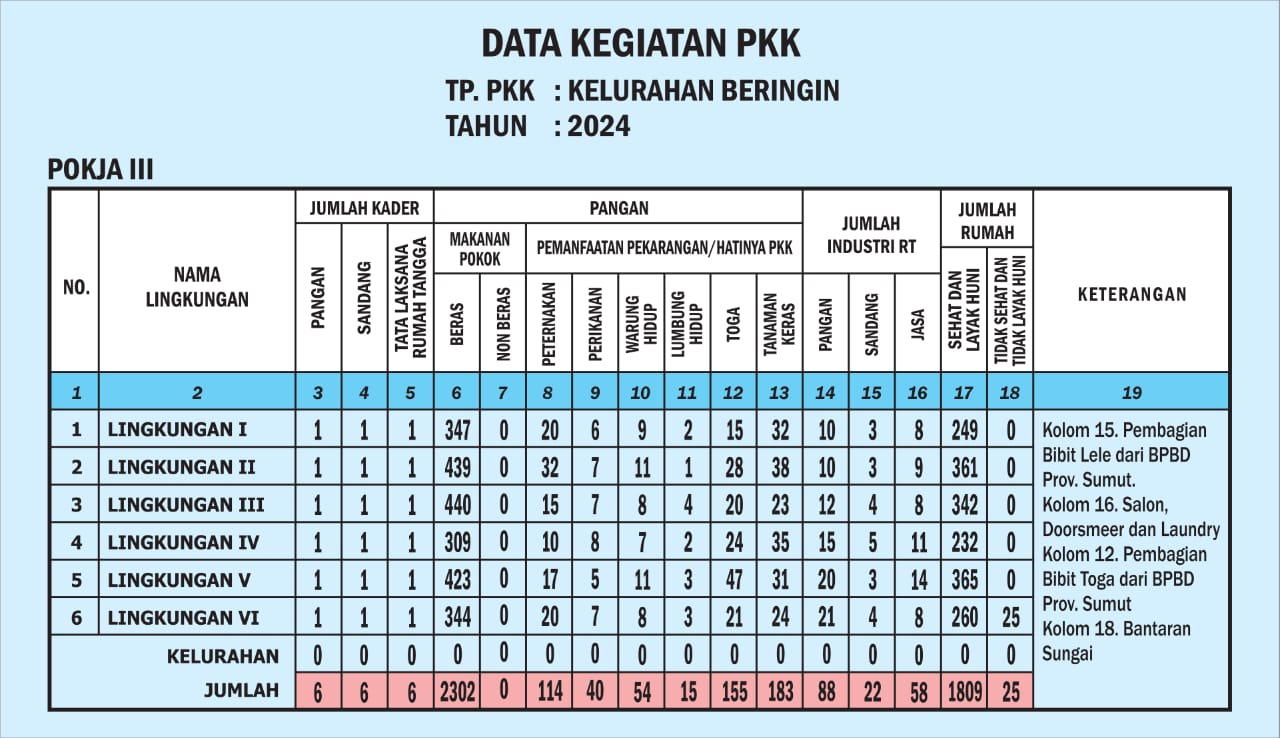 DATA KEGIATAN PKK
TP. PKK : KELURAHAN BERINGIN
TAHUN : 2024
POKJA III
NO.
NAMA
LINGKUNGAN
JUMLAH KADER
PANGAN
SANDANG
TATA LAKSANA
RUMAH TANGGA
PANGAN
MAKANAN
POKOK
BERAS
NON BERAS
PEMANFAATAN PEKARANGAN/HATINYA PKK
PETERNAKAN
PERIKANAN
WARUNG
HIDUP
LUMBUNG
HIDUP
TOGA
TANAMAN
KERAS
JUMLAH
INDUSTRI RT
PANGAN
SANDANG
JASA
JUMLAH
RUMAH
SEHAT DAN
LAYAK HUNI
TIDAK SEHAT DAN
TIDAK LAYAK HUNI
KETERANGAN
1 2 3 4 5 6 7 8 9 10 11 12 13 14 15 16 17 18 19
1 LINGKUNGAN I 1 1 1 347 0 20 6 9 2 15 32 10 3 8 249 0
2 LINGKUNGAN II 1 1 1 439 0 32 7 11 1 28 38 10 3 9 361 0
3 LINGKUNGAN III 1 1 1 440 0 15 7 8 4 20 23 12 4 8 342 0
4 LINGKUNGAN IV 1 1 1 309 0 10 8 7 2 24 35 15 5 11 232 0
5 LINGKUNGAN V 1 1 1 423 0 17 5 11 3 47 31 20 3 14 365 0
6 LINGKUNGAN VI 1 1 1 344 0 20 7 8 3 21 24 21 4 8 260 25
KELURAHAN 0 0 0 0 0 0 0 0 0 0 0 0 0 0 0 0
JUMLAH 6 6 6 2302 0 114 40 54 15 155 183 88 22 58 1809 25
Kolom 15. Pembagian
Bibit Lele dari BPBD
Prov. Sumut.
Kolom 16. Salon,
Doorsmeer dan Laundry
Kolom 12. Pembagian
Bibit Toga dari BPBD
Prov. Sumut
Kolom 18. Bantaran
Sungai